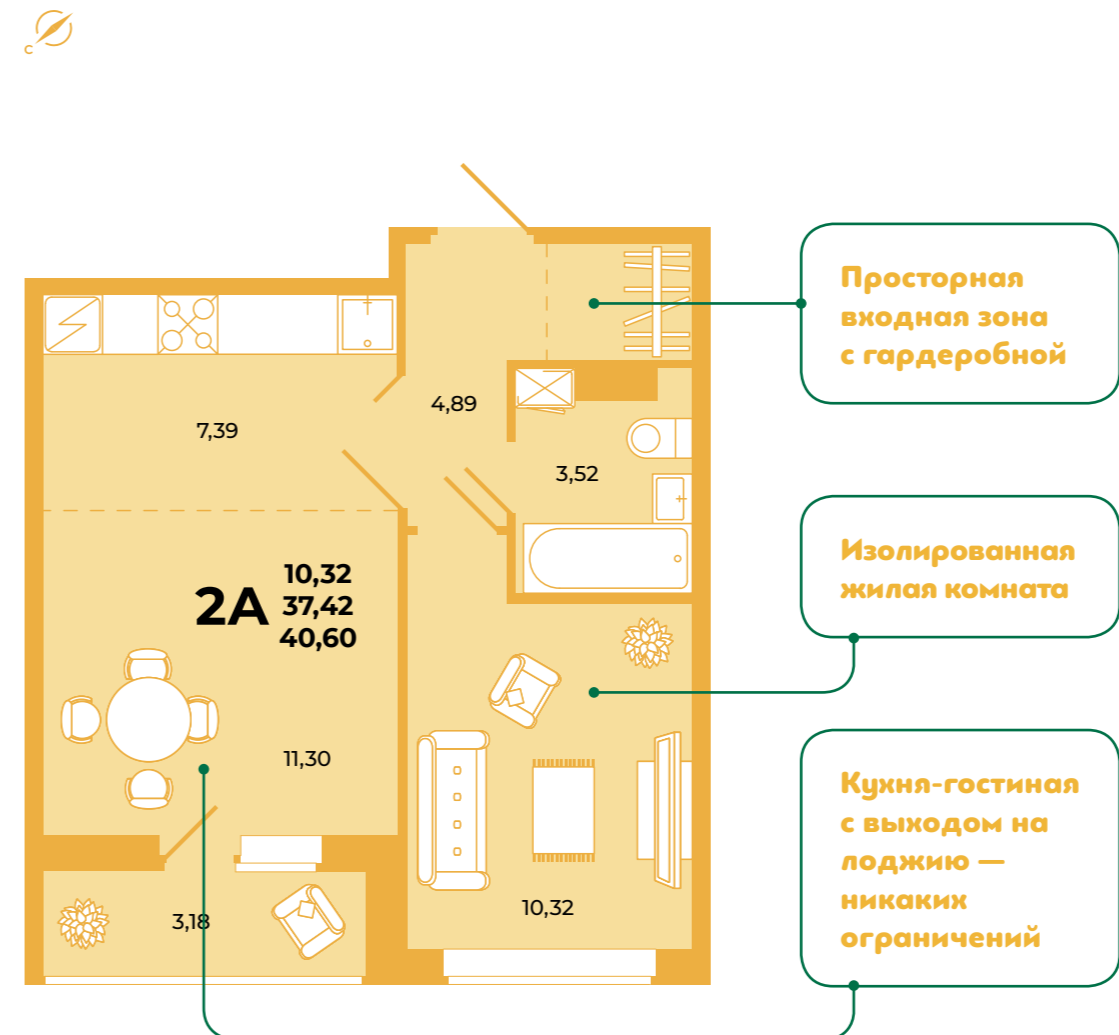 с
Просторная
входная зона
с гардеробной
4,89
7,39
3,52
Изолированная
жилая комната
2А
10,32
37,42
40,60
11,30
Кухня-гостиная
с выходом на
лоджию —
никаких
ограничений
10,32
3,18